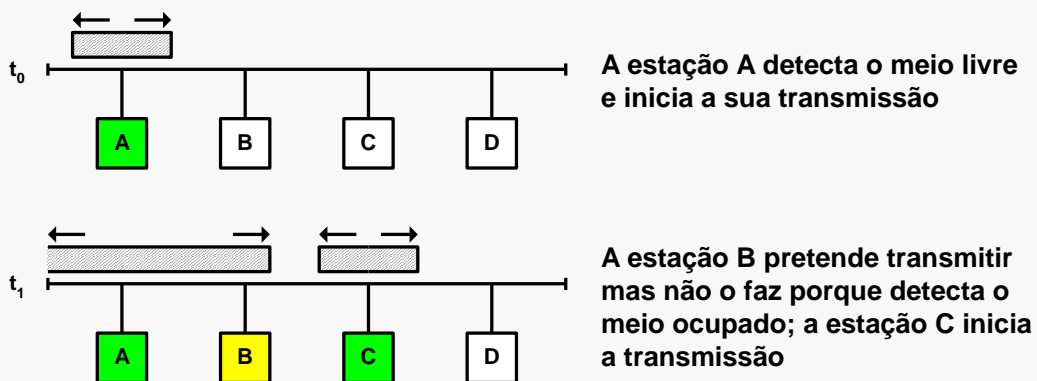 t0
A estação A detecta o meio livre
e inicia a sua transmissão
A B C D
t1
A estação B pretende transmitir
mas não o faz porque detecta o
meio ocupado; a estação C inicia
a transmissão
A B C D